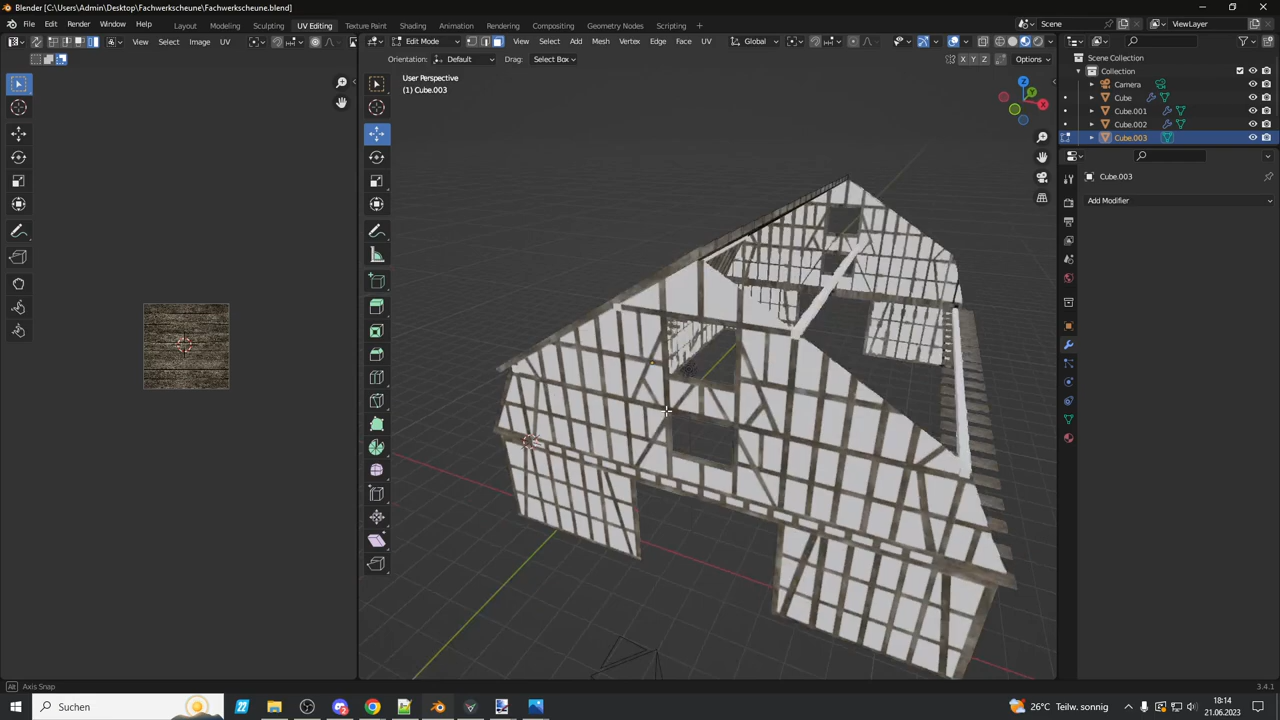 Blender [C:\Users\Admin\Desktop\Fachwerkscheune\Fachwerkscheune.blend]
File Edit Render Window Help Layout Modeling Sculpting UV Editing Texture Paint Shading Animation Rendering Compositing Geometry Nodes Scripting + Scene ViewLayer
View Select Image UV Edit Mode View Select Add Mesh Vertex Edge Face UV Global
Orientation: Default Drag: Select Box X Y Z Options
Scene Collection
Collection
Camera
Cube
Cube.001
Cube.002
Cube.003
User Perspective
(1) Cube.003
Z
Y
X
Cube.003
Add Modifier
Alt Axis Snap 3.4.1
Suchen 26°C Teilw. sonnig 18:14
21.06.2023